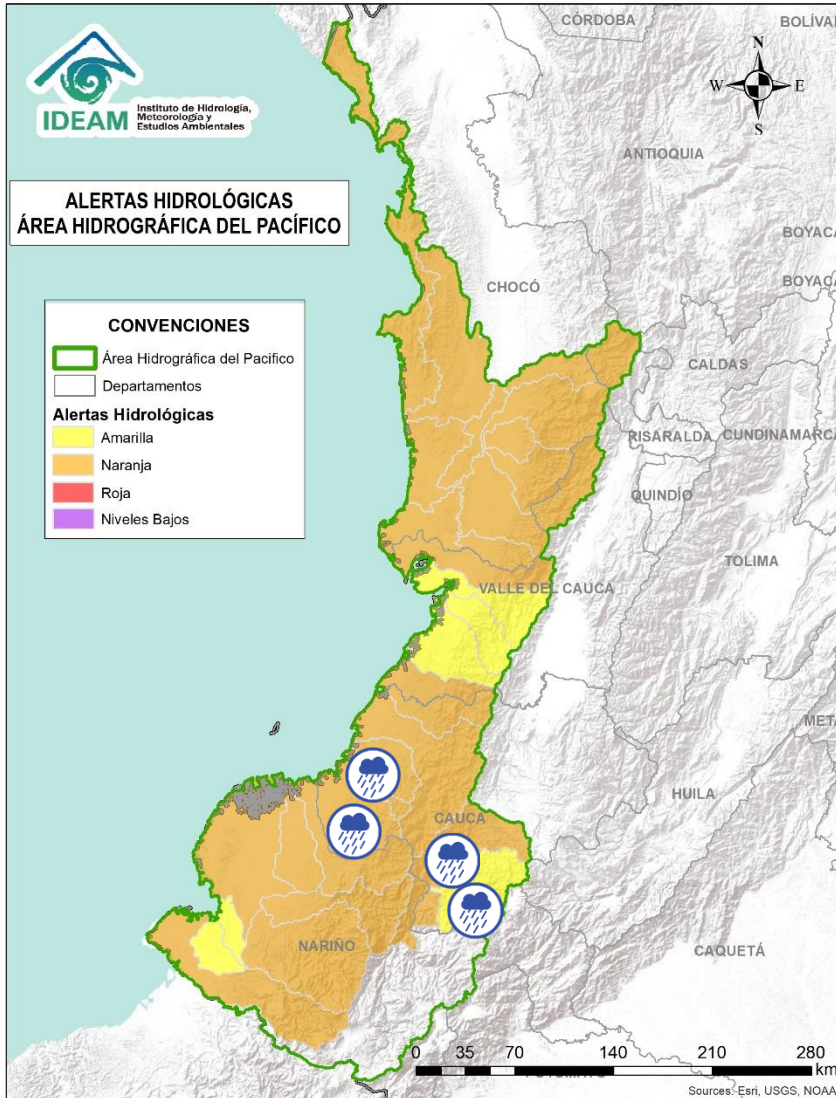 CÓRDOBA
N
W E
S
IDEAM
Instituto de Hidrología,
Meteorología y
Estudios Ambientales
ANTIOQUIA
ALERTAS HIDROLÓGICAS
ÁREA HIDROGRÁFICA DEL PACÍFICO
BOYACÁ
BOYACÁ
CHOCÓ
CONVENCIONES
Área Hidrográfica del Pacifico
Departamentos
Alertas Hidrológicas
Amarilla
Naranja
Roja
Niveles Bajos
CALDAS
RISARALDA
CUNDINAMARCA
QUINDÍO
TOLIMA
VALLE DEL CAUCA
META
HUILA
CAUCA
NARIÑO
CAQUETÁ
0 35 70 140 210 280
km
Sources: Esri, USGS, NOAA